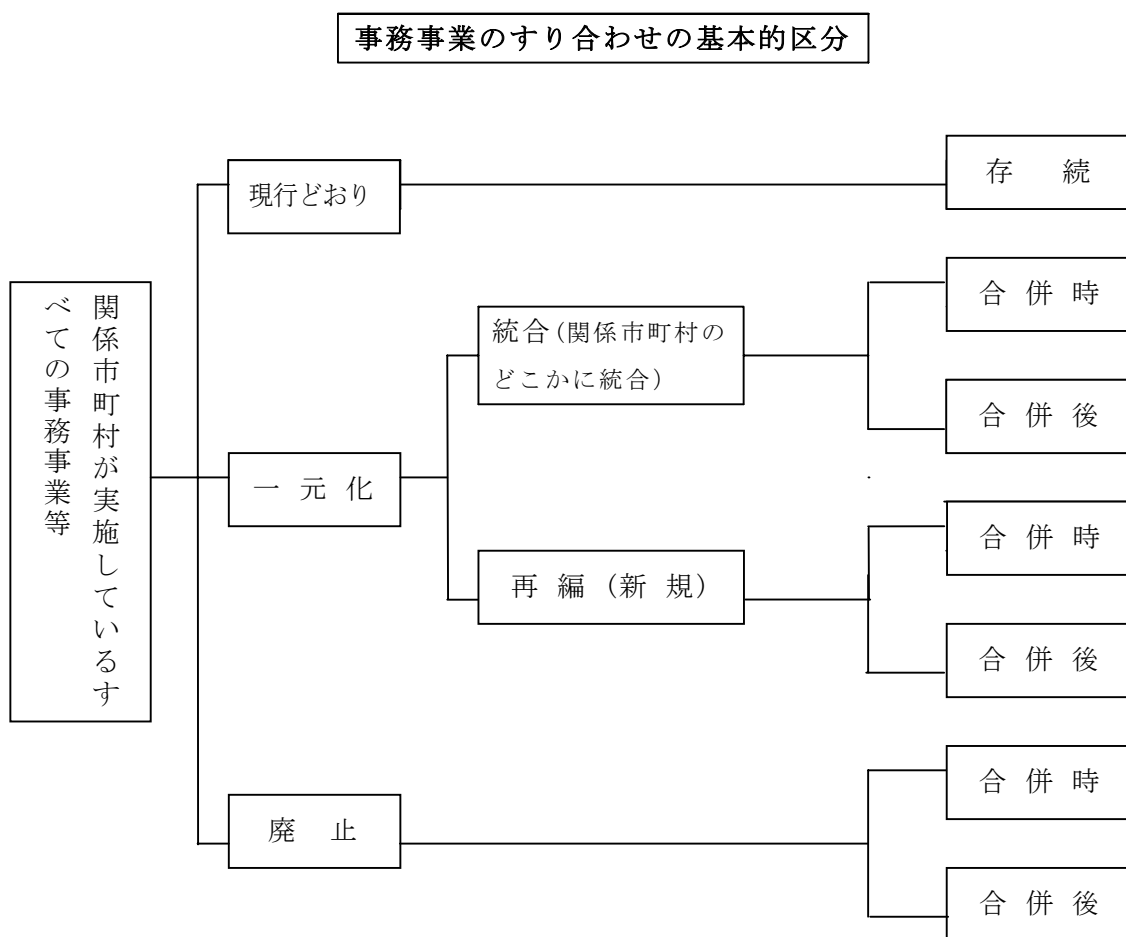 事務事業のすり合わせの基本的区分
関係市町村が実施しているす
べての事務事業等
現行どおり
存続
一元化
統合(関係市町村の
どこかに統合)
合併時
合併後
再編(新規)
合併時
合併後
廃止
合併時
合併後